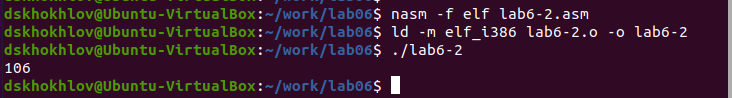 dskhokhlov@Ubuntu-VirtualBox:~/work/lab06$ nasm -f elf lab6-2.asm
dskhokhlov@Ubuntu-VirtualBox:~/work/lab06$ ld -m elf_i386 lab6-2.o -o lab6-2
dskhokhlov@Ubuntu-VirtualBox:~/work/lab06$ ./lab6-2
106
dskhokhlov@Ubuntu-VirtualBox:~/work/lab06$